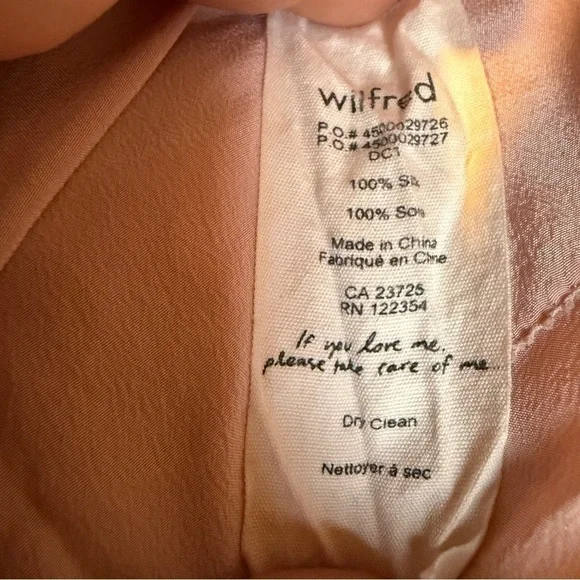 wilfred
P.O.# 4500029726
P.O.# 4500029727
DC1
100% Silk
100% Soie
Made in China
Fabriqué en Chine
CA 23725
RN 122354
If you love me,
please take care of me...
Dry Clean
Nettoyer à sec